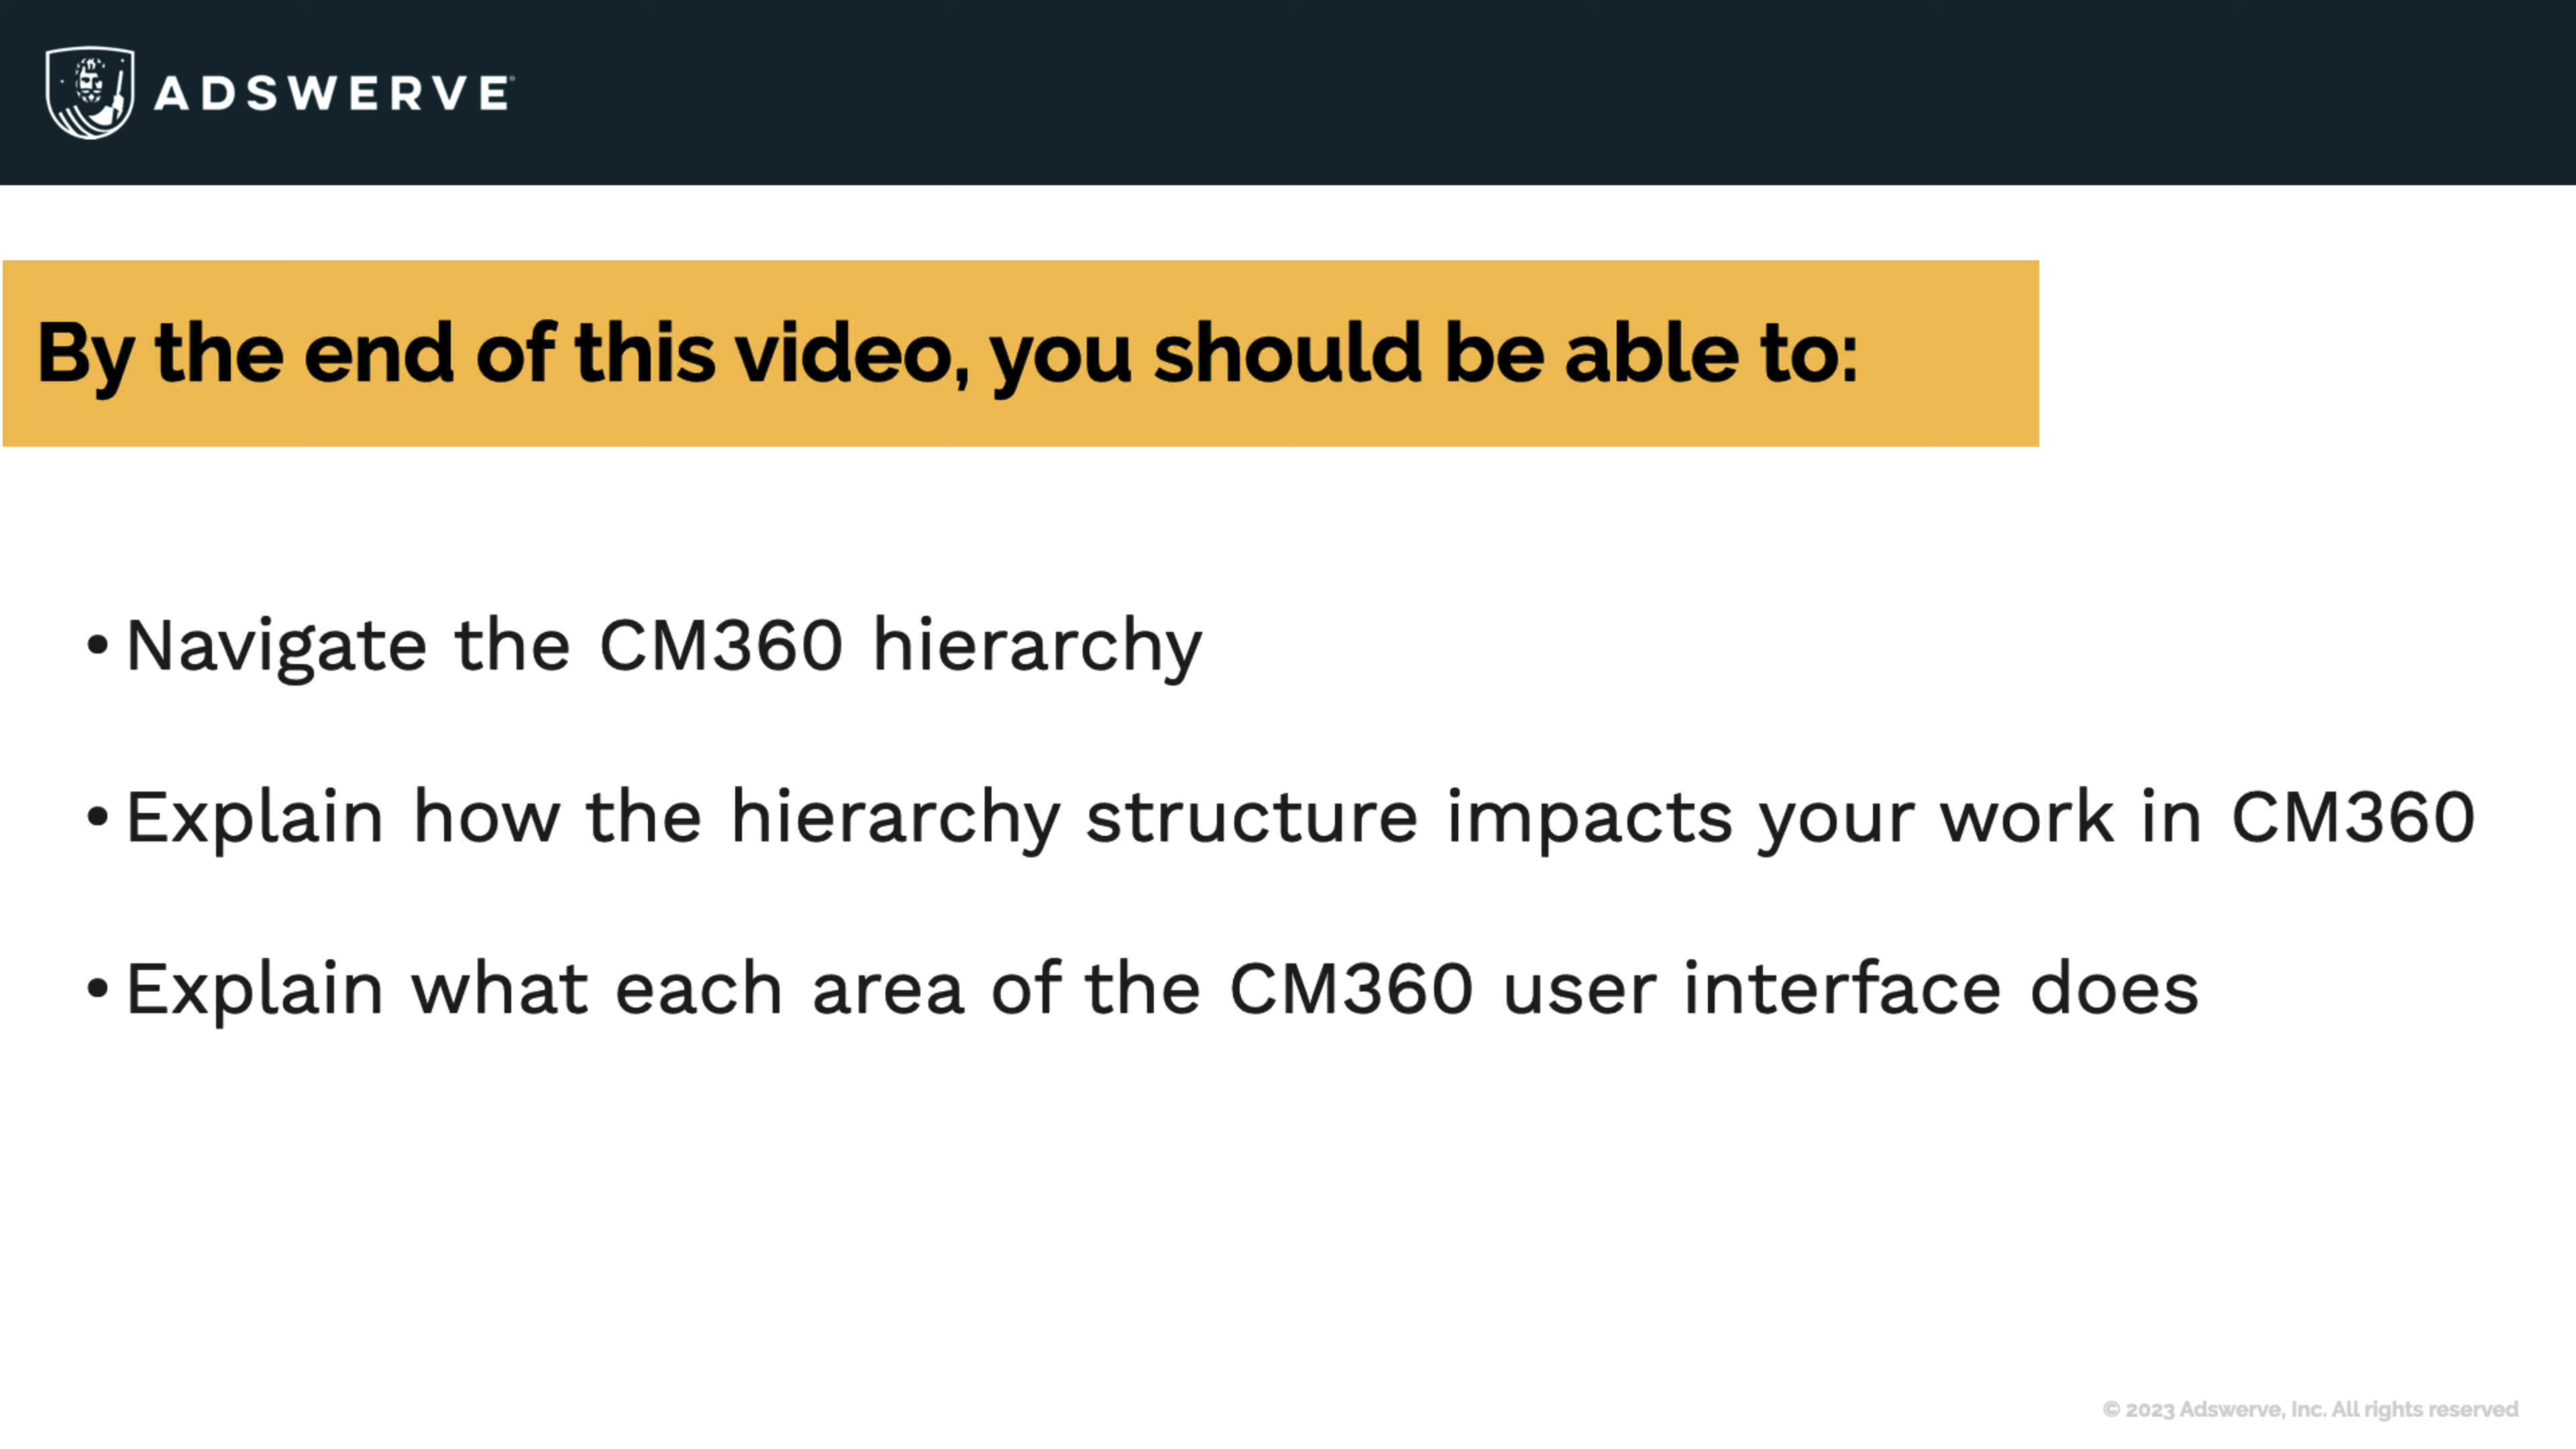 ADSWERVE
By the end of this video, you should be able to:
• Navigate the CM360 hierarchy
• Explain how the hierarchy structure impacts your work in CM360
• Explain what each area of the CM360 user interface does
© 2023 Adswerve, Inc. All rights reserved